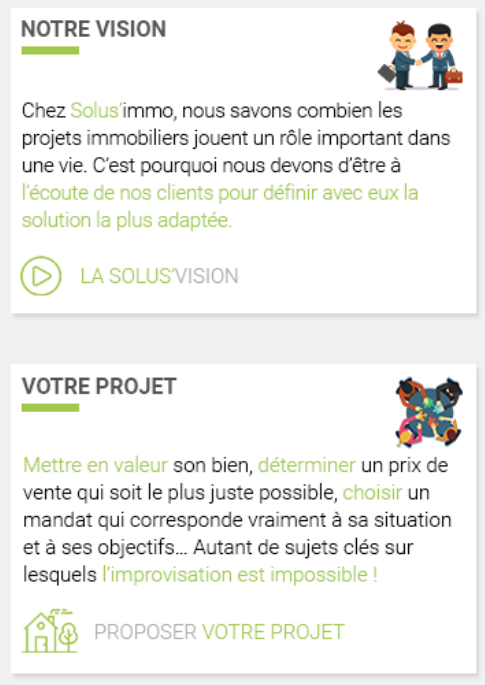 NOTRE VISION
Chez Solus'immo, nous savons combien les
projets immobiliers jouent un rôle important dans
une vie. C'est pourquoi nous devons d'être à
l'écoute de nos clients pour définir avec eux la
solution la plus adaptée.
LA SOLUS'VISION
VOTRE PROJET
Mettre en valeur son bien, déterminer un prix de
vente qui soit le plus juste possible, choisir un
mandat qui corresponde vraiment à sa situation
et à ses objectifs... Autant de sujets clés sur
lesquels l'improvisation est impossible !
PROPOSER VOTRE PROJET